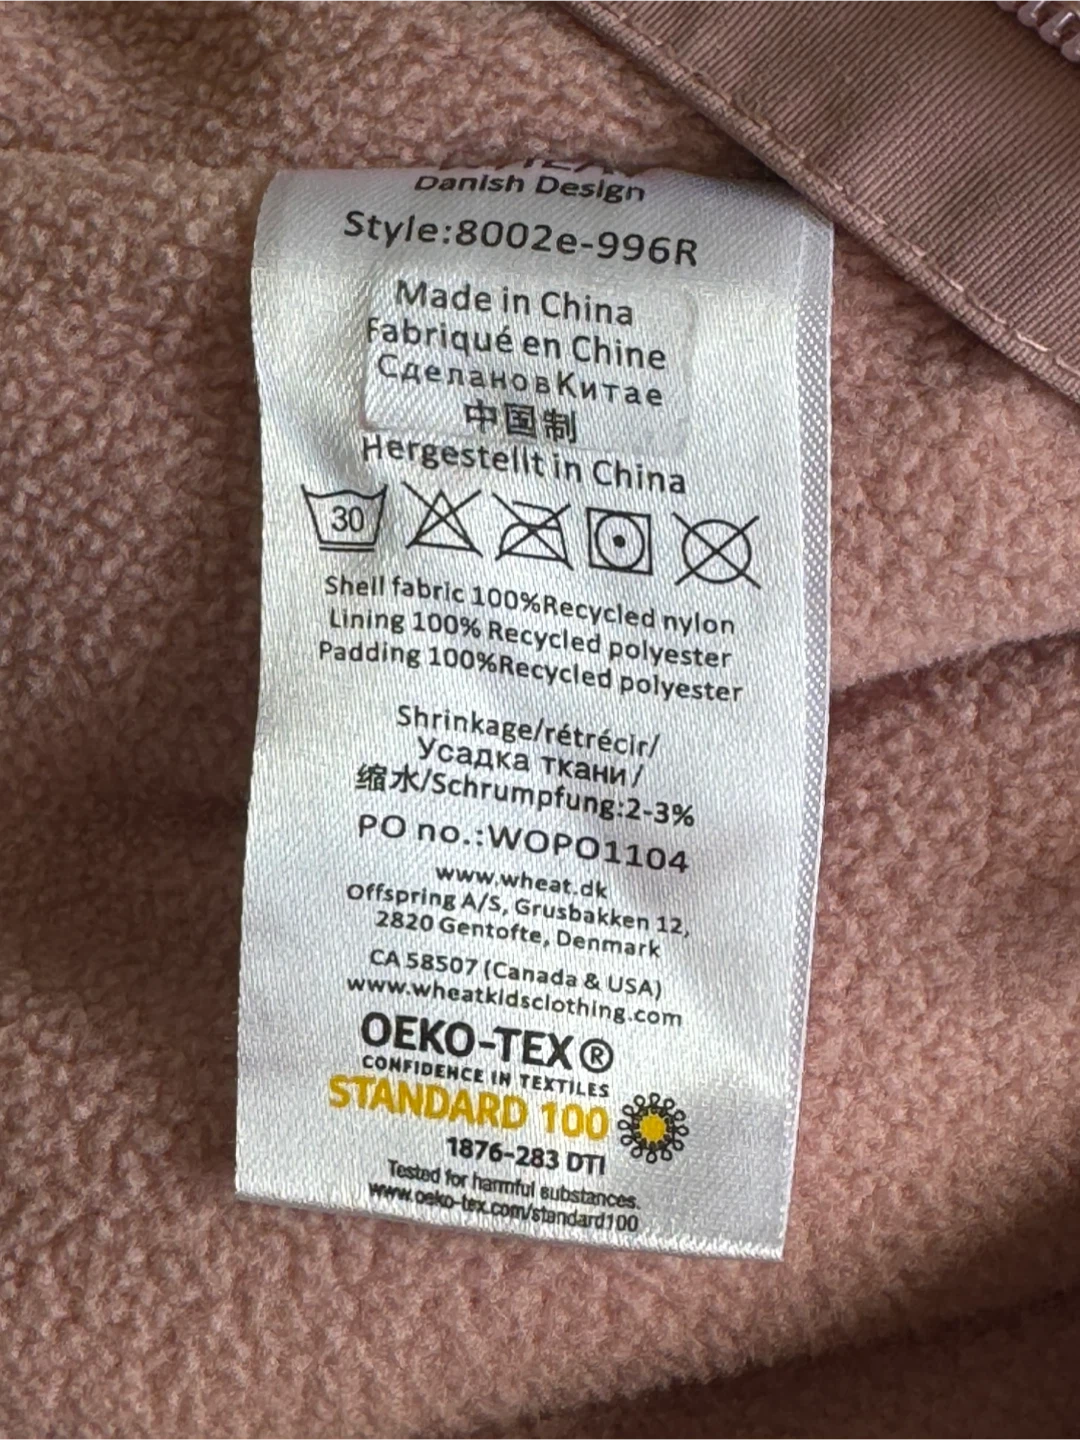 Danish Design
Style:8002e-996R
Made in China
Fabriqué en Chine
СделановКитае
中国制
Hergestellt in China
30
Shell fabric 100%Recycled nylon
Lining 100% Recycled polyester
Padding 100%Recycled polyester
Shrinkage/rétrécir/
Усадка ткани/
缩水/Schrumpfung:2-3%
PO no.:WOPO1104
www.wheat.dk
Offspring A/S, Grusbakken 12,
2820 Gentofte, Denmark
CA 58507 (Canada & USA)
www.wheatkidsclothing.com
OEKO-TEX®
CONFIDENCE IN TEXTILES
STANDARD 100
1876-283 DTI
Tested for harmful substances.
www.oeko-tex.com/standard100